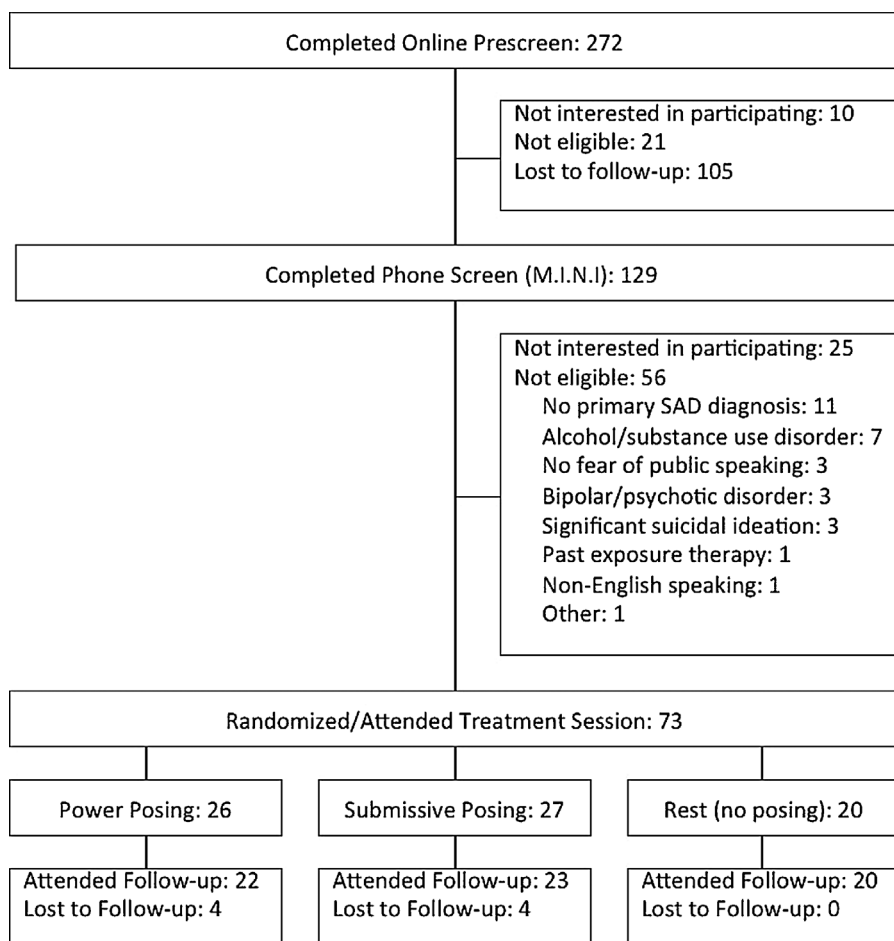 Completed Online Prescreen: 272
Not interested in participating: 10
Not eligible: 21
Lost to follow-up: 105
Completed Phone Screen (M.I.N.I): 129
Not interested in participating: 25
Not eligible: 56
No primary SAD diagnosis: 11
Alcohol/substance use disorder: 7
No fear of public speaking: 3
Bipolar/psychotic disorder: 3
Significant suicidal ideation: 3
Past exposure therapy: 1
Non-English speaking: 1
Other: 1
Randomized/Attended Treatment Session: 73
Power Posing: 26
Submissive Posing: 27
Rest (no posing): 20
Attended Follow-up: 22
Lost to Follow-up: 4
Attended Follow-up: 23
Lost to Follow-up: 4
Attended Follow-up: 20
Lost to Follow-up: 0